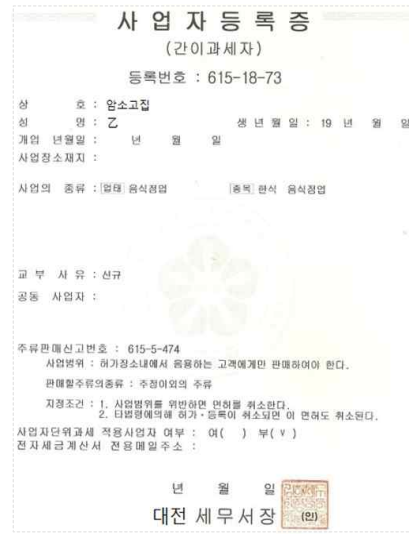 사 업 자 등 록 증
(간이과세자)
등록번호 : 615-18-73
상 호 : 암소고집
성 명 : 乙 생 년 월 일 : 19 년 월 일
개업 년월일 : 년 월 일
사업장소재지 :
사업의 종류 : 업태 음식점업 종목 한식 음식점업
교 부 사 유 : 신규
공동 사업자 :
주류판매신고번호 : 615-5-474
사업범위 : 허가장소내에서 음용하는 고객에게만 판매하여야 한다.
판매할주류의종류 : 주정이외의 주류
지정조건 : 1. 사업범위를 위반하면 면허를 취소한다.
2. 타법령에의해 허가·등록이 취소되면 이 면허도 취소된다.
사업자단위과세 적용사업자 여부 : 여( ) 부( v )
전자세금계산서 전용메일주소 :
년 월 일
대전 세무서장 (인)